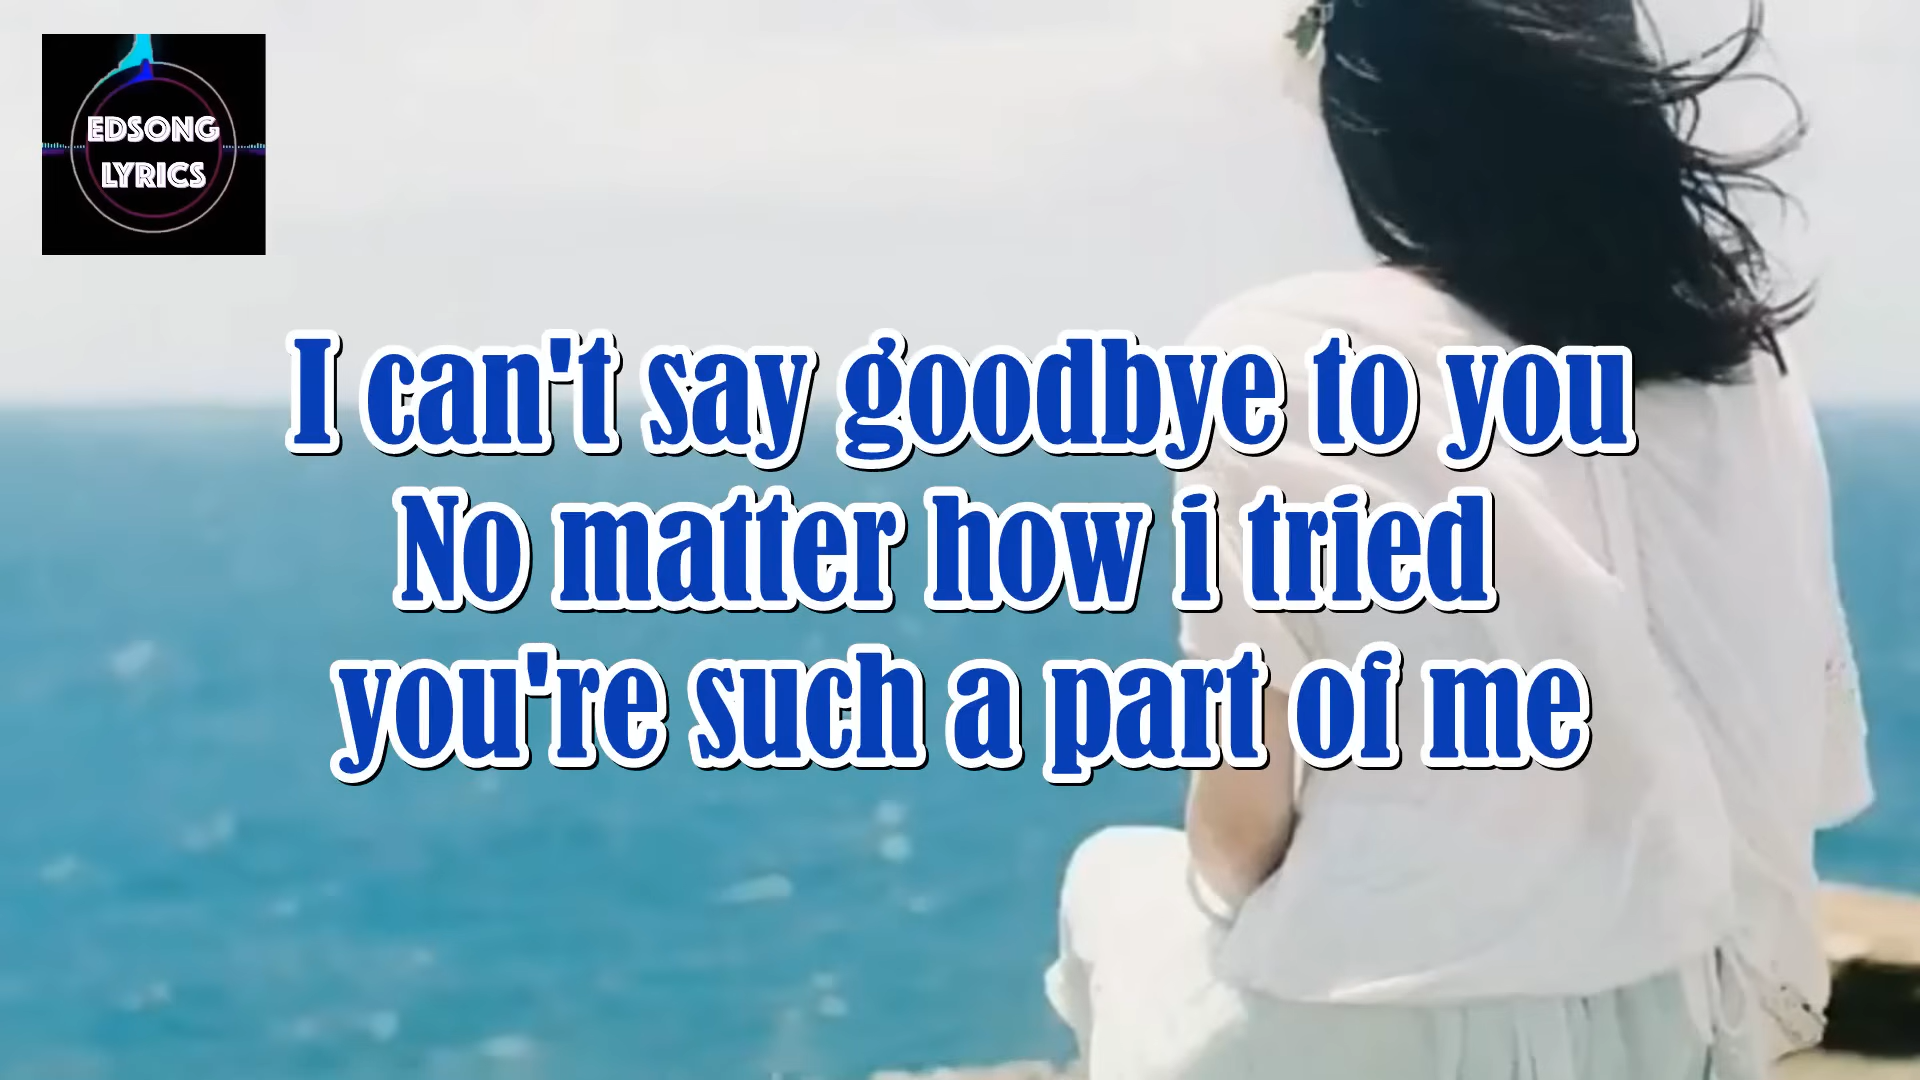 EDSONG
LYRICS
I can't say goodbye to you
No matter how i tried
you're such a part of me